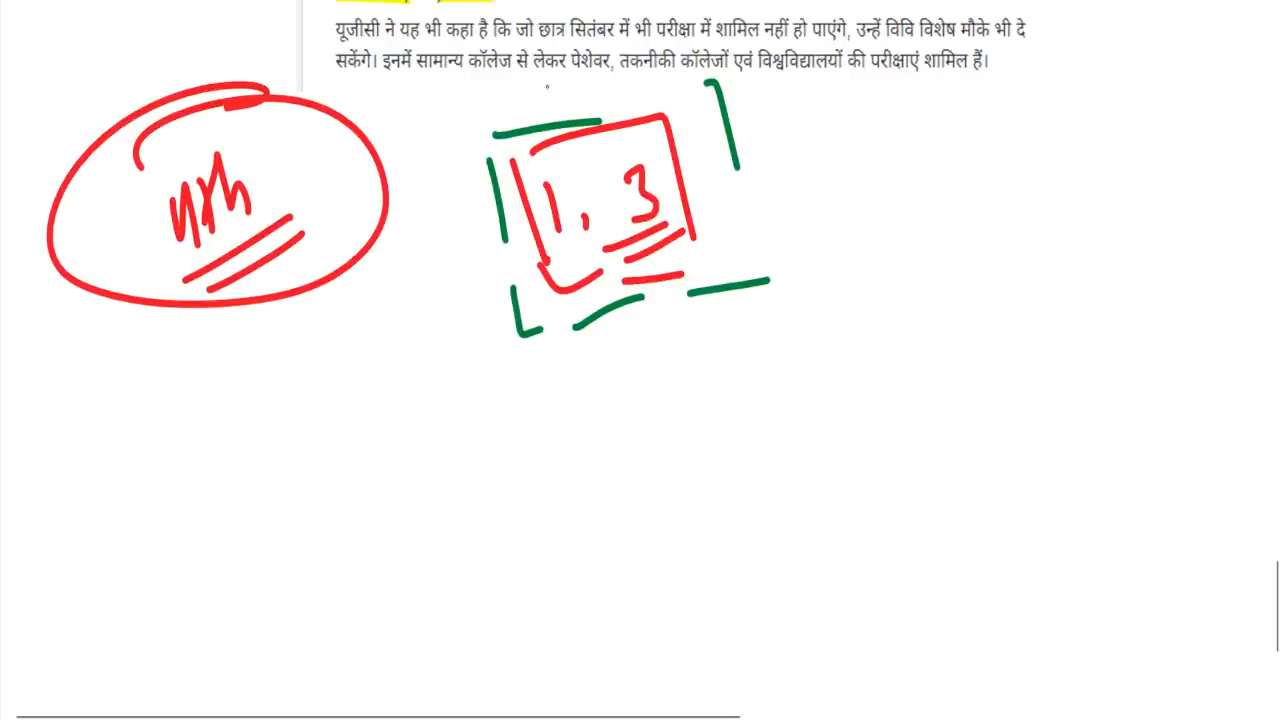 यूजीसी ने यह भी कहा है कि जो छात्र सितंबर में भी परीक्षा में शामिल नहीं हो पाएंगे, उन्हें विवि विशेष मौके भी दे
सकेंगे। इनमें सामान्य कॉलेज से लेकर पेशेवर, तकनीकी कॉलेजों एवं विश्वविद्यालयों की परीक्षाएं शामिल हैं।
1, 3